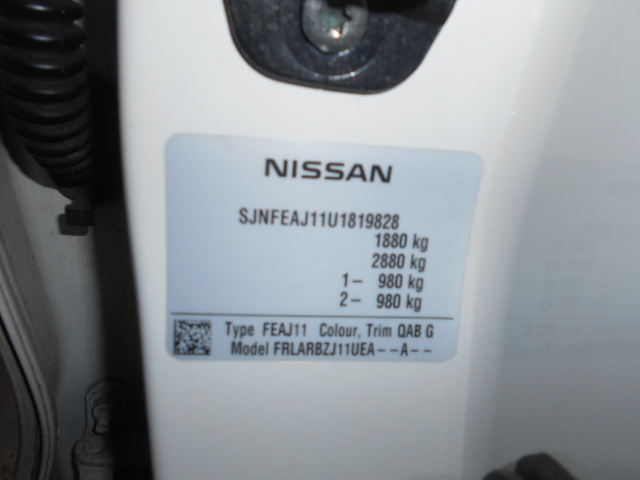 NISSAN
SJNFEAJ11U1819828
1880 kg
2880 kg
1- 980 kg
2- 980 kg
Type FEAJ11 Colour, Trim QAB G
Model FRLARBZJ11UEA--A--